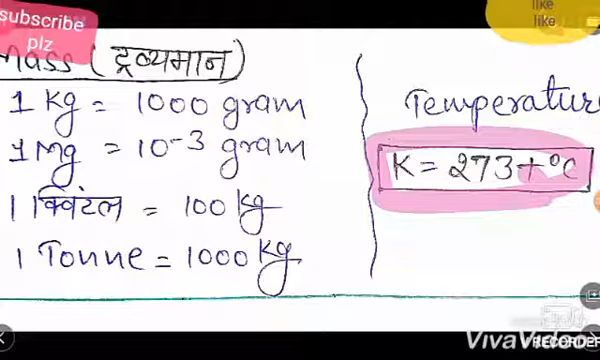 subscribe
plz
like
like
Mass (द्रव्यमान)
1 Kg = 1000 gram
1 Mg = 10⁻³ gram
1 क्विंटल = 100 kg
1 Tonne = 1000 kg
Temperatur
K = 273 + °C
VivaVideo
RECORDER